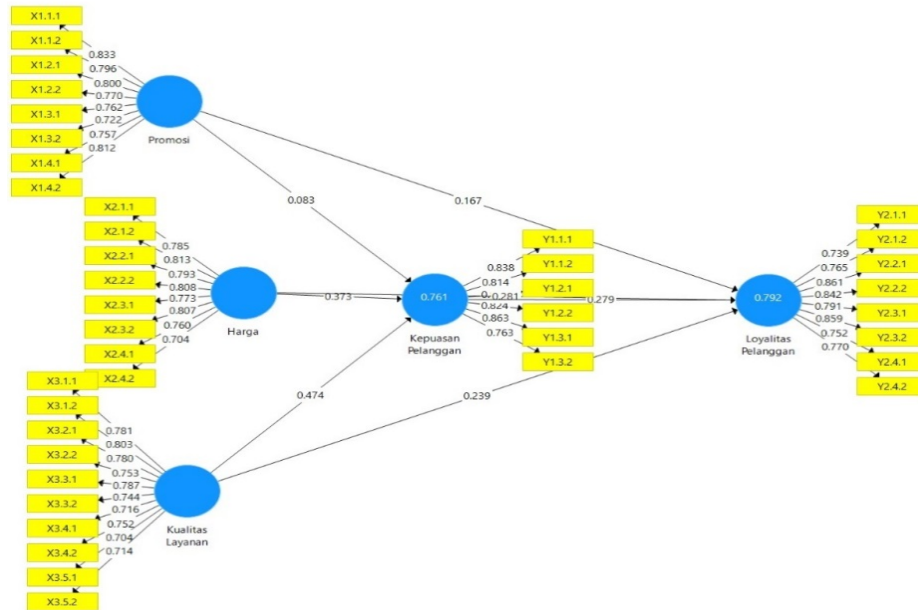 X1.1.1
X1.1.2
X1.2.1
X1.2.2
X1.3.1
X1.3.2
X1.4.1
X1.4.2
0.833
0.796
0.800
0.770
0.762
0.722
0.757
0.812
Promosi
0.167
0.083
X2.1.1
X2.1.2
X2.2.1
X2.2.2
X2.3.1
X2.3.2
X2.4.1
X2.4.2
0.785
0.813
0.793
0.808
0.773
0.807
0.760
0.704
Harga
0.373
0.761
Kepuasan
Pelanggan
0.838
0.814
0.281
0.824
0.863
0.763
Y1.1.1
Y1.1.2
Y1.2.1
Y1.2.2
Y1.3.1
Y1.3.2
0.279
0.792
Loyalitas
Pelanggan
0.739
0.765
0.861
0.842
0.791
0.859
0.752
0.770
Y2.1.1
Y2.1.2
Y2.2.1
Y2.2.2
Y2.3.1
Y2.3.2
Y2.4.1
Y2.4.2
0.474
0.239
X3.1.1
X3.1.2
X3.2.1
X3.2.2
X3.3.1
X3.3.2
X3.4.1
X3.4.2
X3.5.1
X3.5.2
0.781
0.803
0.780
0.753
0.787
0.744
0.716
0.752
0.704
0.714
Kualitas
Layanan